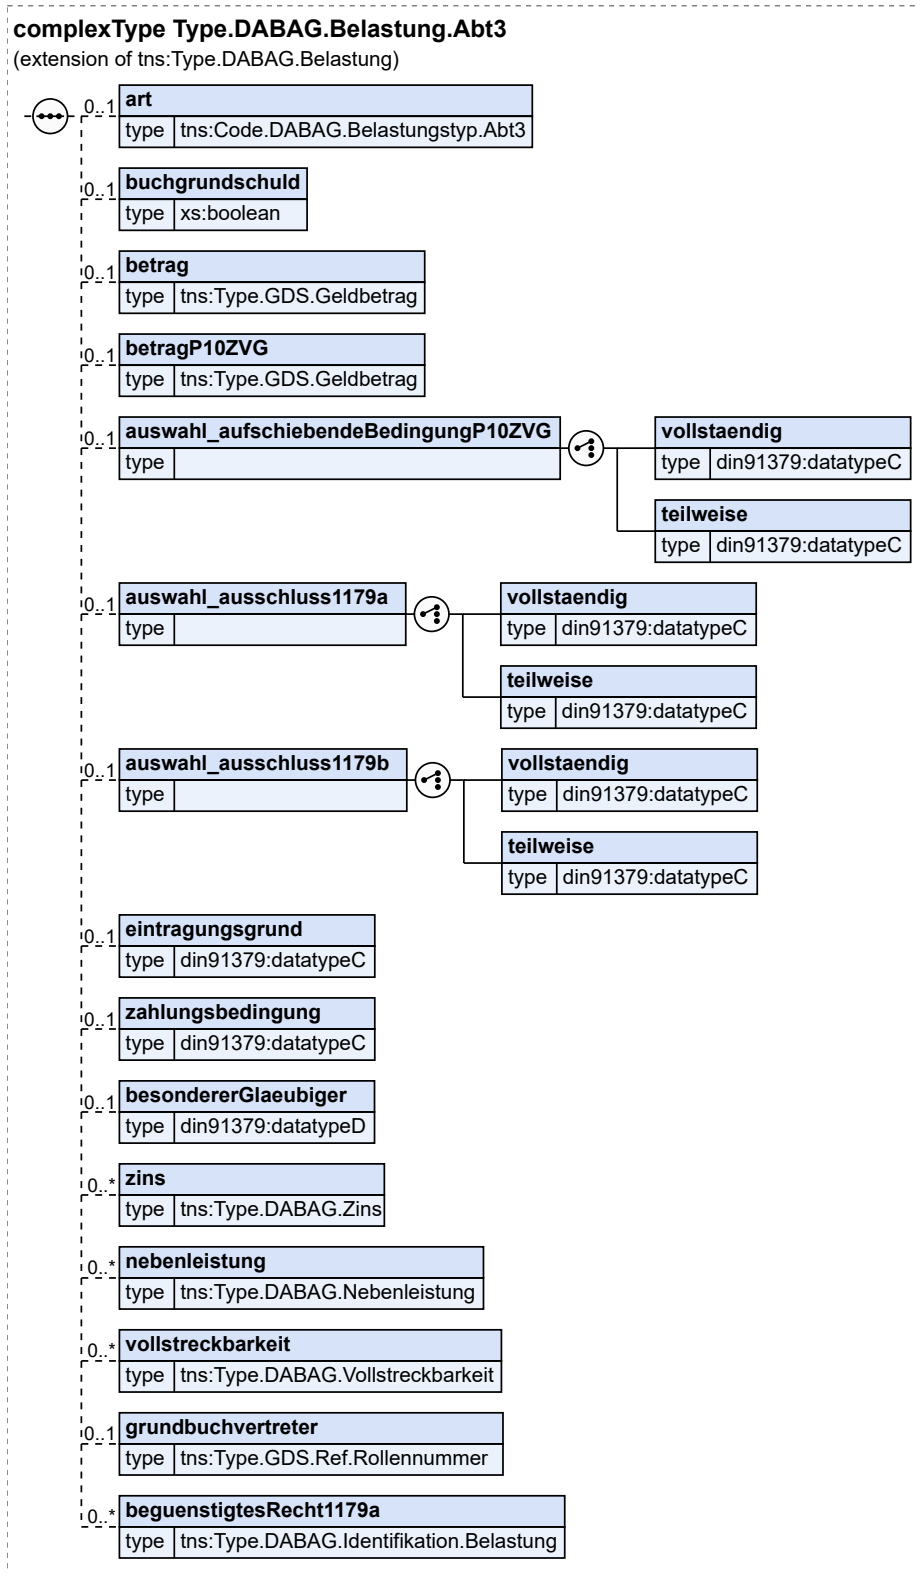 complexType Type.DABAG.Belastung.Abt3
(extension of tns:Type.DABAG.Belastung)
0..1 art
type tns:Code.DABAG.Belastungstyp.Abt3
0..1 buchgrundschuld
type xs:boolean
0..1 betrag
type tns:Type.GDS.Geldbetrag
0..1 betragP10ZVG
type tns:Type.GDS.Geldbetrag
0..1 auswahl_aufschiebendeBedingungP10ZVG
type
vollstaendig
type din91379:datatypeC
teilweise
type din91379:datatypeC
0..1 auswahl_ausschluss1179a
type
vollstaendig
type din91379:datatypeC
teilweise
type din91379:datatypeC
0..1 auswahl_ausschluss1179b
type
vollstaendig
type din91379:datatypeC
teilweise
type din91379:datatypeC
0..1 eintragungsgrund
type din91379:datatypeC
0..1 zahlungsbedingung
type din91379:datatypeC
0..1 besondererGlaeubiger
type din91379:datatypeD
0..* zins
type tns:Type.DABAG.Zins
0..* nebenleistung
type tns:Type.DABAG.Nebenleistung
0..* vollstreckbarkeit
type tns:Type.DABAG.Vollstreckbarkeit
0..1 grundbuchvertreter
type tns:Type.GDS.Ref.Rollennummer
0..* beguenstigtesRecht1179a
type tns:Type.DABAG.Identifikation.Belastung